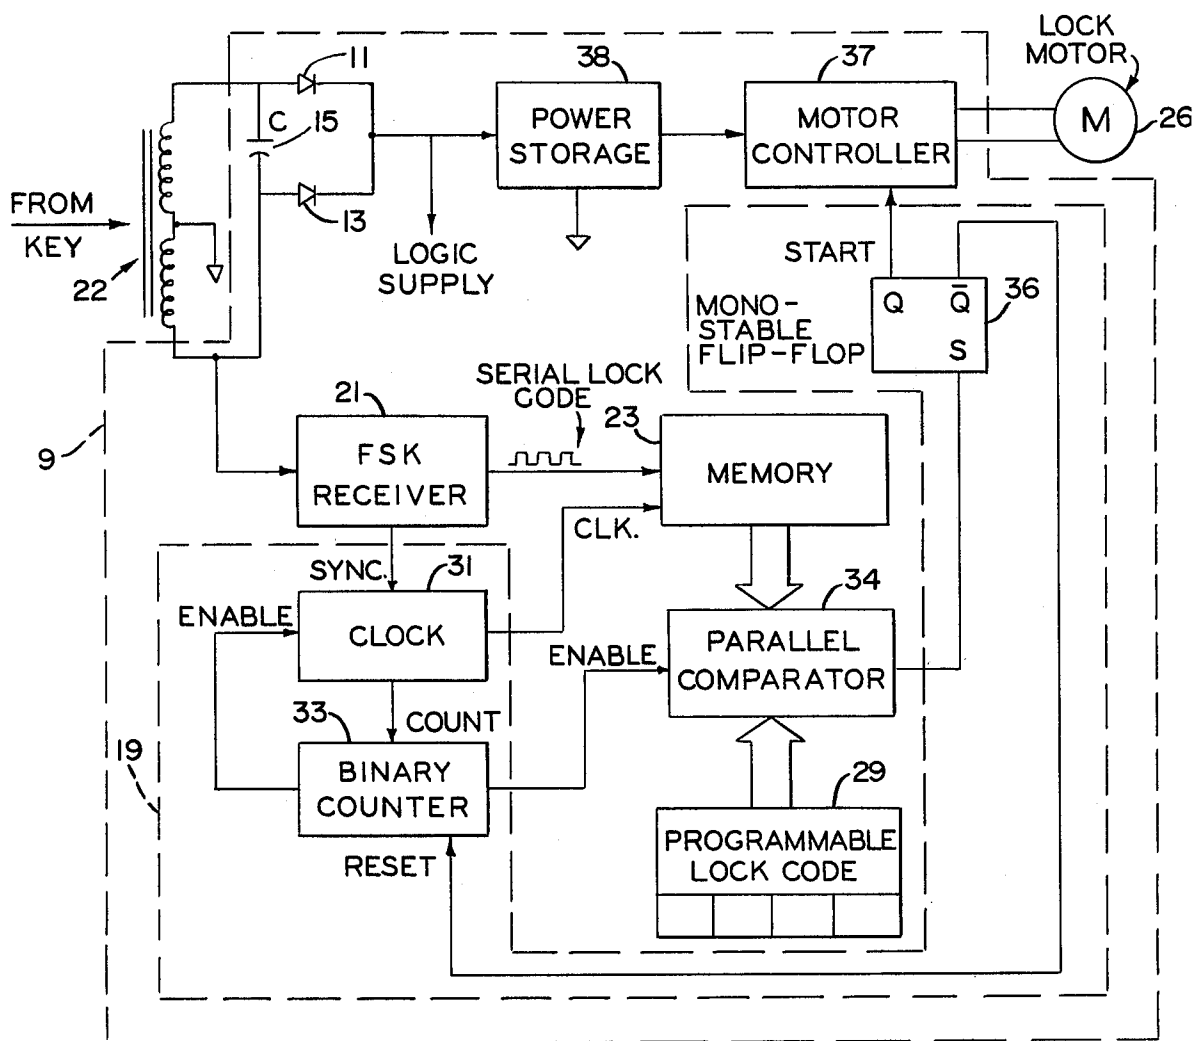 LOCK
MOTOR
11
38
37
C
15
POWER
STORAGE
MOTOR
CONTROLLER
M
26
FROM
KEY
13
22
LOGIC
SUPPLY
START
MONO-
STABLE
FLIP-FLOP
Q
Q̄
S
36
SERIAL LOCK
CODE
21
23
9
FSK
RECEIVER
MEMORY
CLK.
SYNC.
31
34
ENABLE
CLOCK
ENABLE
PARALLEL
COMPARATOR
33
COUNT
19
BINARY
COUNTER
29
RESET
PROGRAMMABLE
LOCK CODE